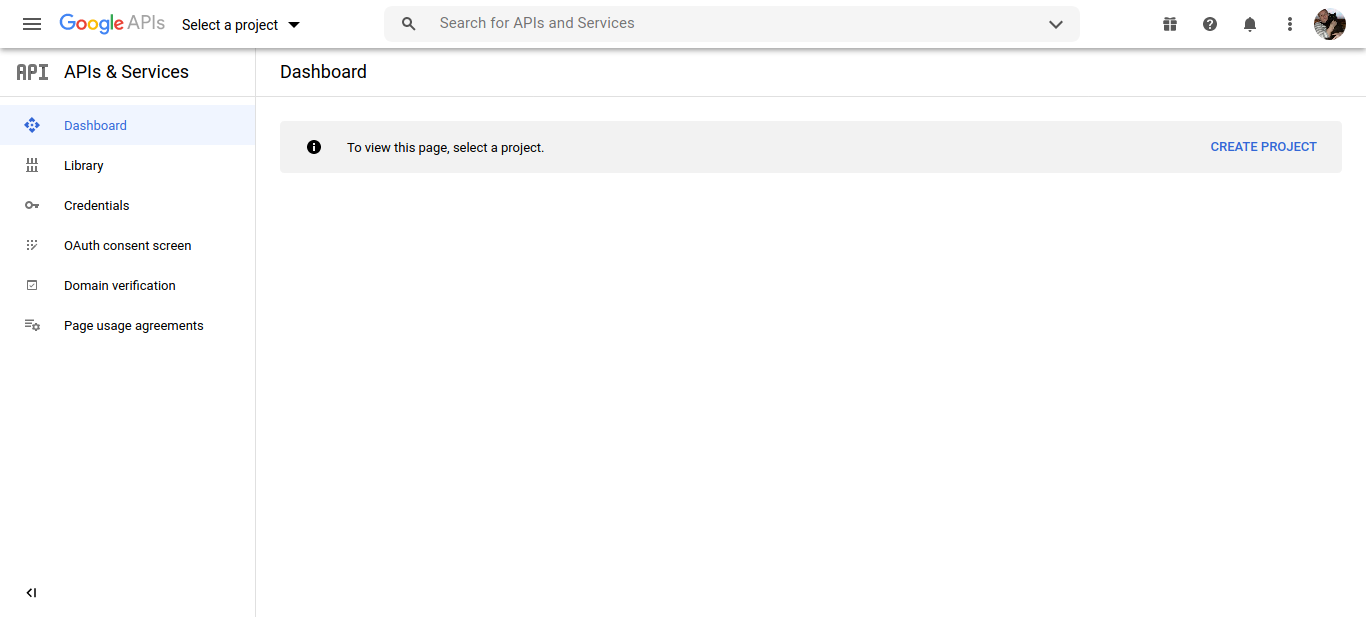 Google APIs Select a project Search for APIs and Services
API APIs & Services Dashboard
Dashboard
To view this page, select a project. CREATE PROJECT
Library
Credentials
OAuth consent screen
Domain verification
Page usage agreements